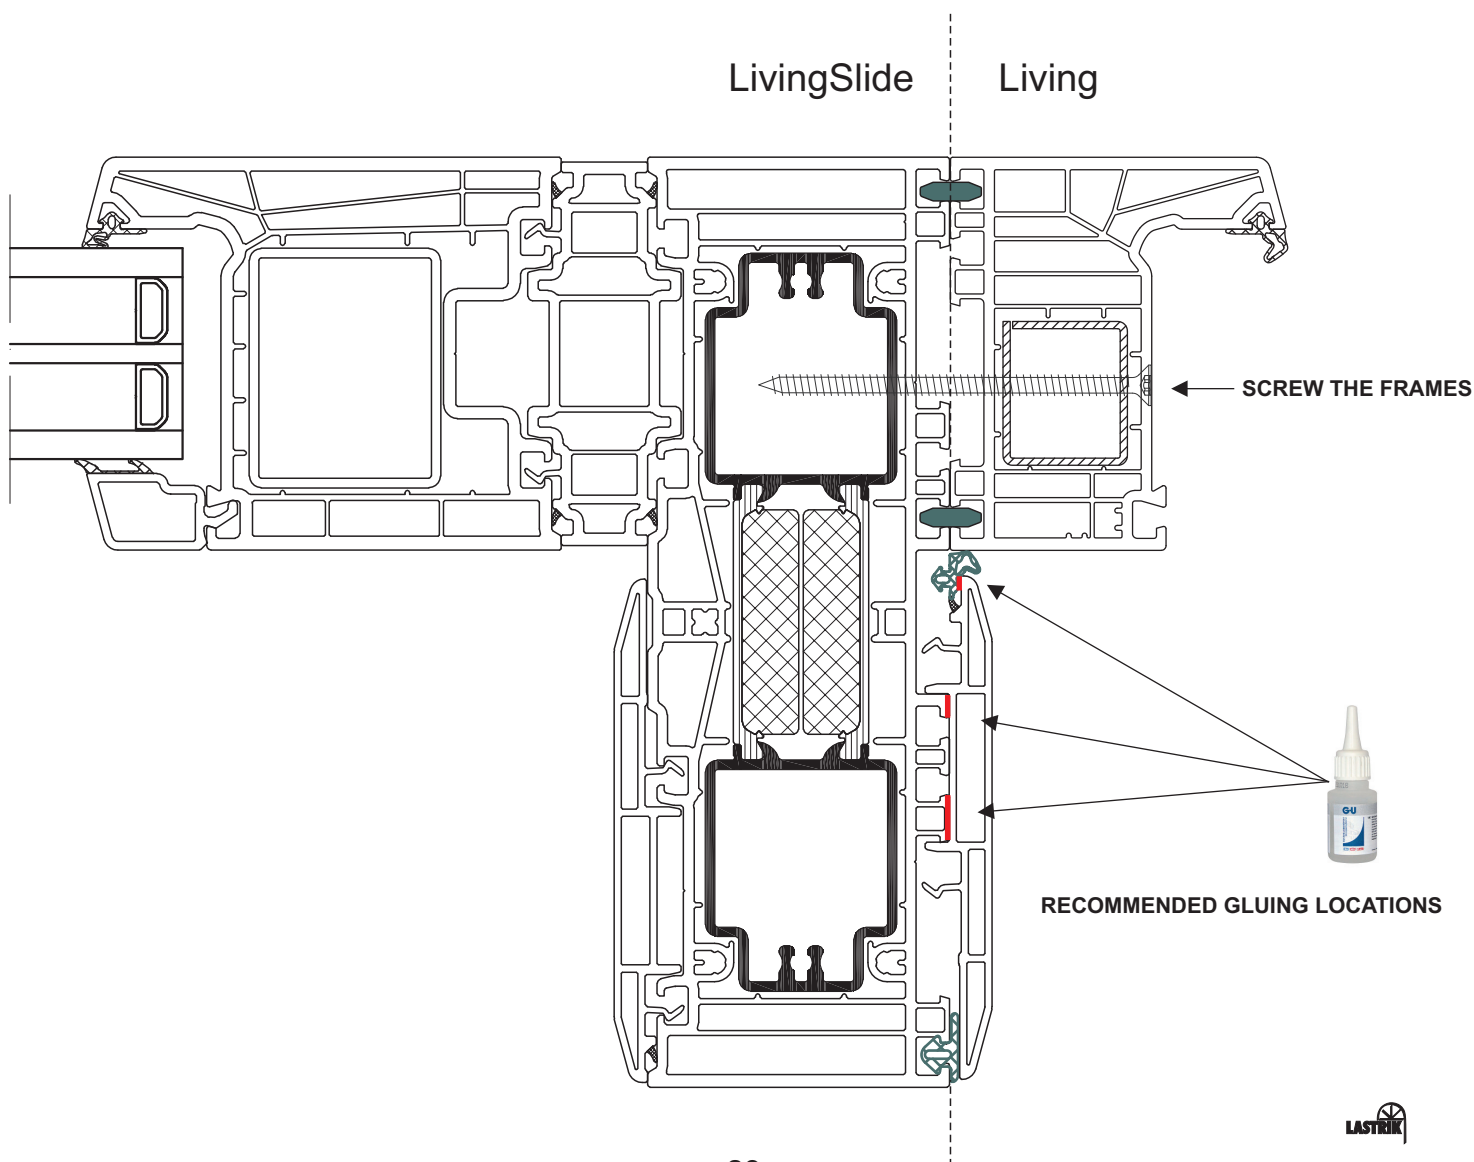 LivingSlide
Living
SCREW THE FRAMES
G-U
RECOMMENDED GLUING LOCATIONS
LASTRIK